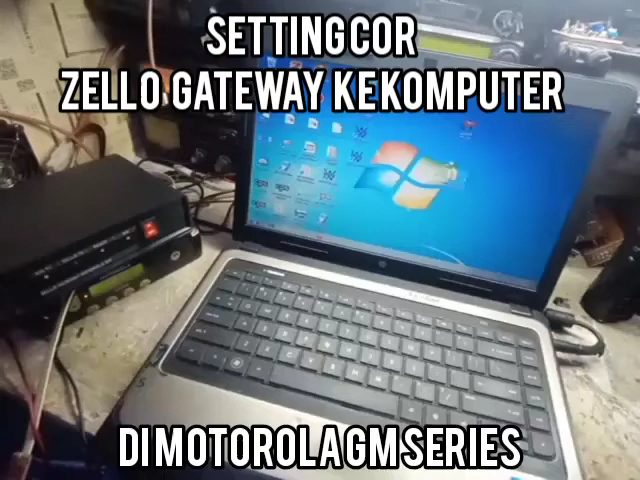 SETTING COR
ZELLO GATEWAY KE KOMPUTER
DI MOTOROLA GM SERIES